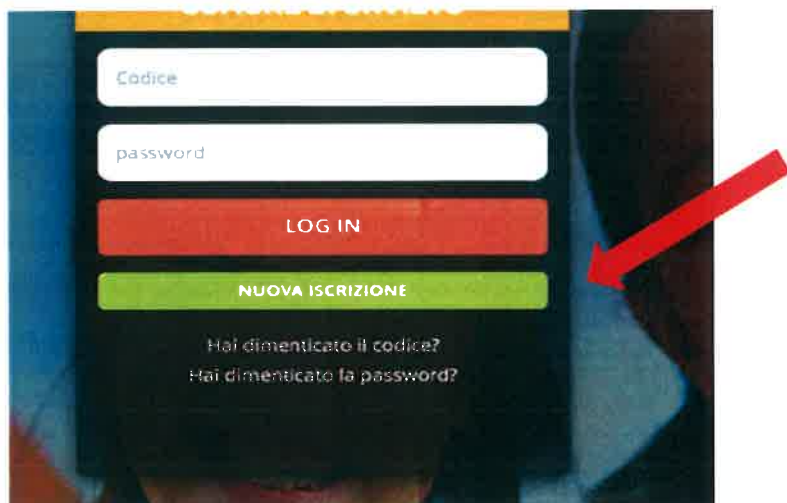 Codice
password
LOG IN
NUOVA ISCRIZIONE
Hai dimenticato il codice?
Hai dimenticato la password?